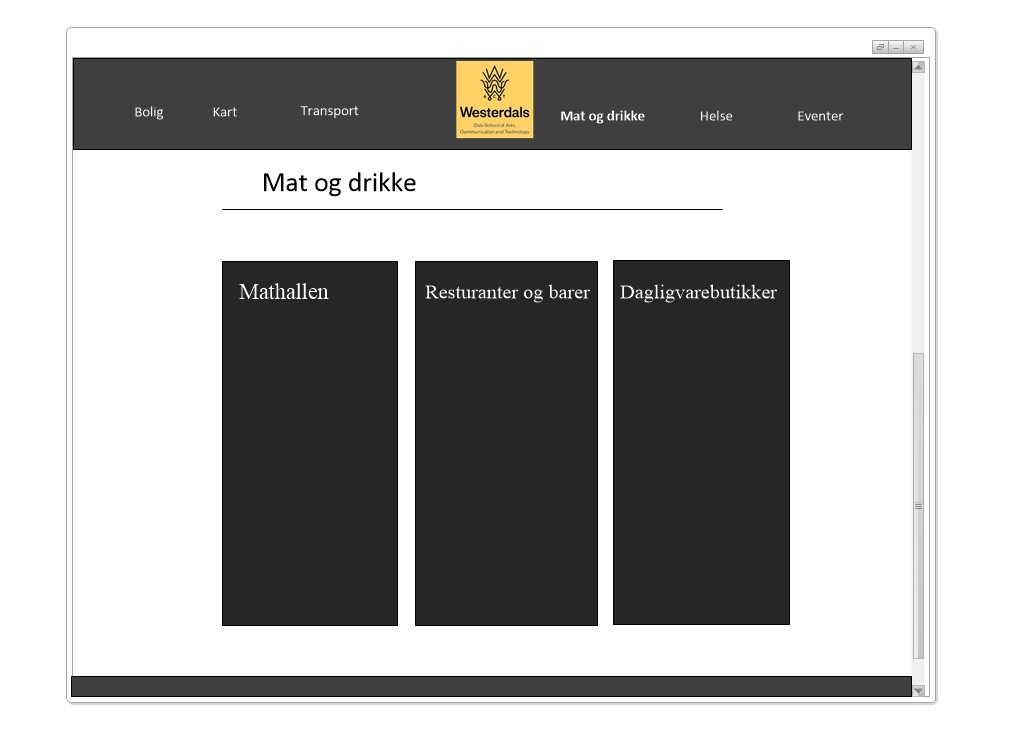 Bolig
Kart
Transport
Westerdals
Oslo School of Arts,
Communication and Technology
Mat og drikke
Helse
Eventer
Mat og drikke
Mathallen
Resturanter og barer
Dagligvarebutikker